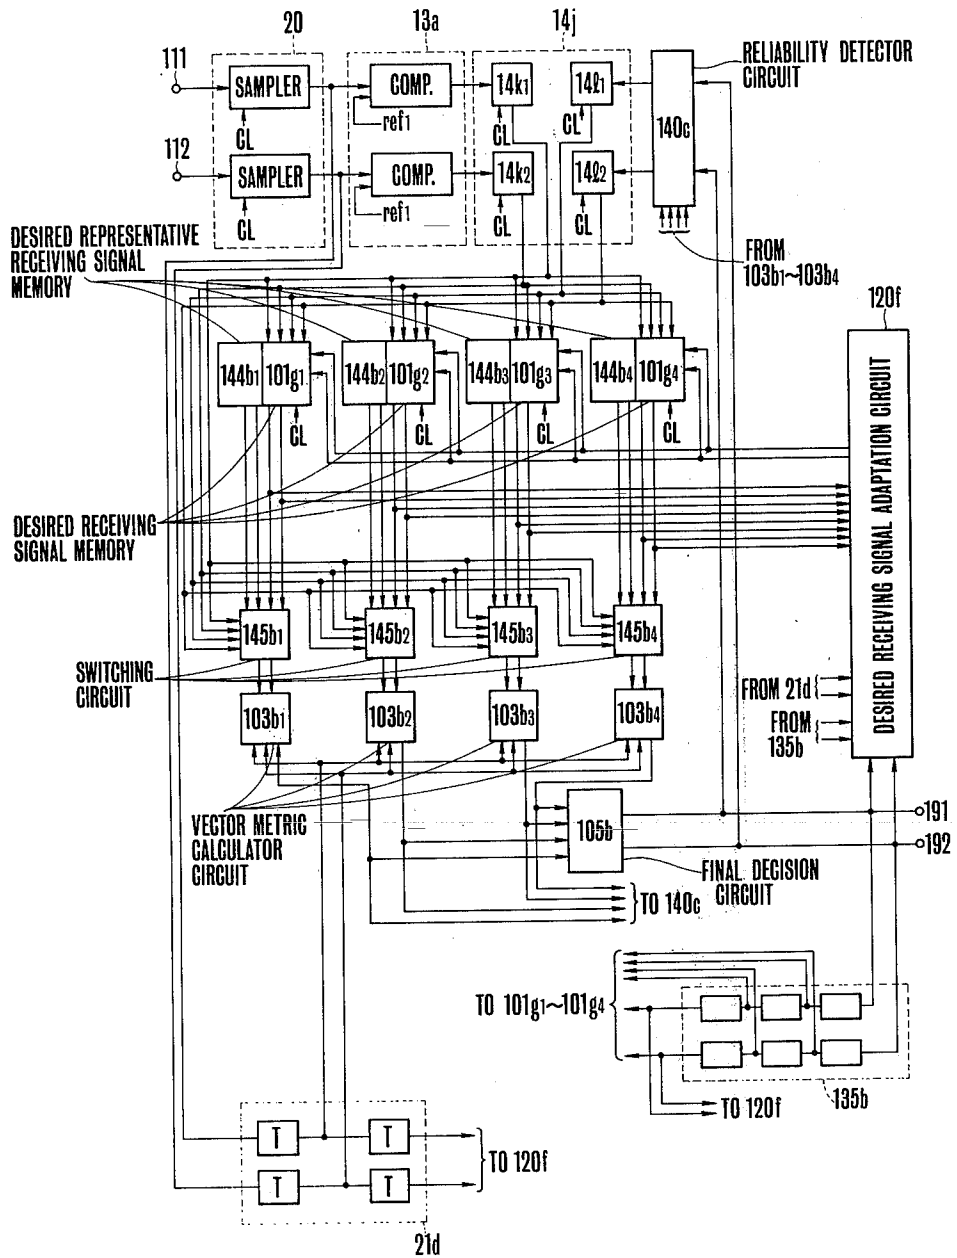 20
13a
14j
111
SAMPLER
COMP.
14k1
14ℓ1
RELIABILITY DETECTOR
CIRCUIT
CL
ref1
CL
CL
140c
112
SAMPLER
COMP.
14k2
14ℓ2
CL
ref1
CL
CL
FROM
103b1~103b4
DESIRED REPRESENTATIVE
RECEIVING SIGNAL
MEMORY
120f
144b1
101g1
144b2
101g2
144b3
101g3
144b4
101g4
CL
CL
CL
CL
DESIRED RECEIVING SIGNAL ADAPTATION CIRCUIT
DESIRED RECEIVING
SIGNAL MEMORY
145b1
145b2
145b3
145b4
SWITCHING
CIRCUIT
FROM 21d
103b1
103b2
103b3
103b4
FROM
135b
VECTOR METRIC
CALCULATOR
CIRCUIT
105b
191
192
FINAL DECISION
CIRCUIT
TO 140c
TO 101g1~101g4
135b
TO 120f
T
T
TO 120f
T
T
21d